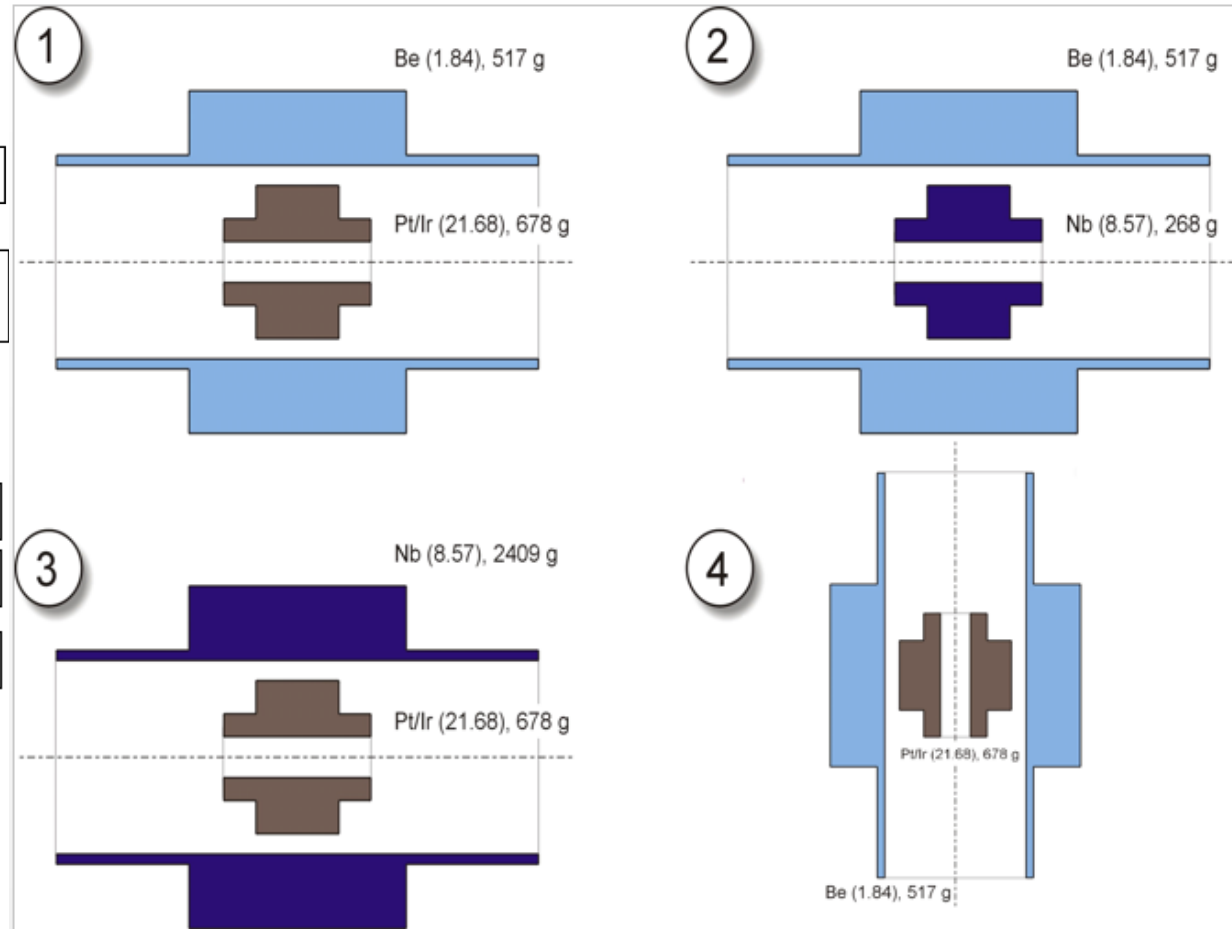 1
Be (1.84), 517 g
Pt/Ir (21.68), 678 g
2
Be (1.84), 517 g
Nb (8.57), 268 g
3
Nb (8.57), 2409 g
Pt/Ir (21.68), 678 g
4
Pt/Ir (21.68), 678 g
Be (1.84), 517 g